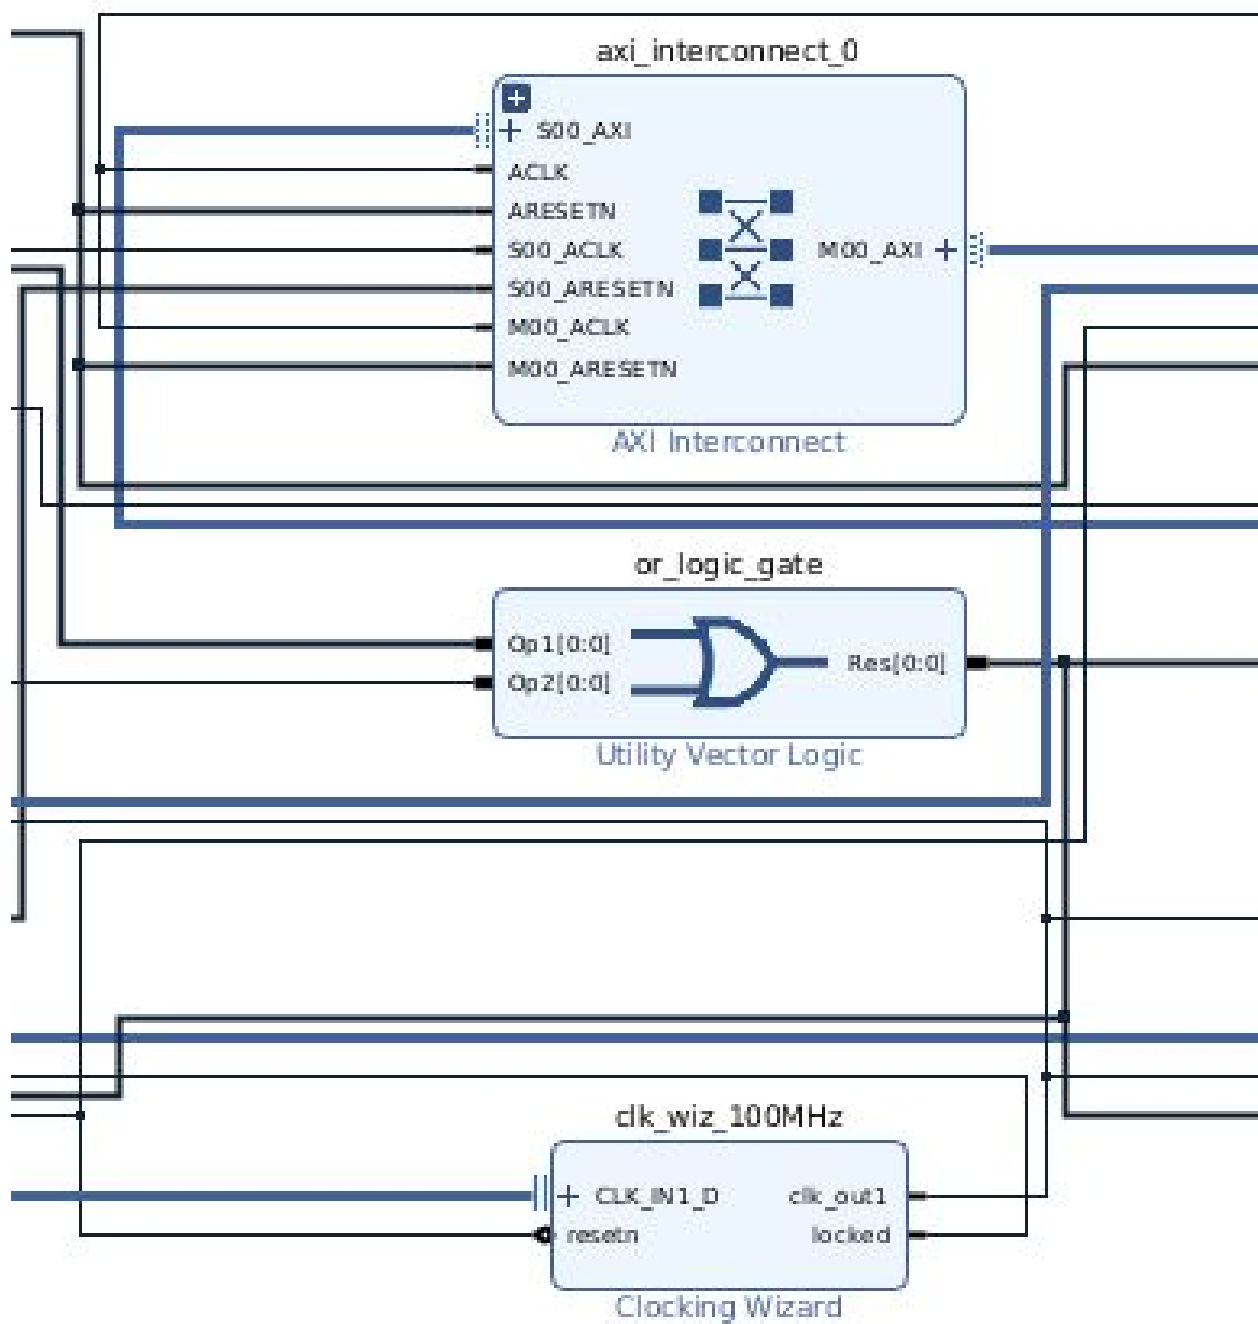 axi_interconnect_0
S00_AXI
ACLK
ARESETN
S00_ACLK
M00_AXI
S00_ARESETN
M00_ACLK
M00_ARESETN
AXI Interconnect
or_logic_gate
Op1[0:0]
Res[0:0]
Op2[0:0]
Utility Vector Logic
clk_wiz_100MHz
CLK_IN1_D
clk_out1
resetn
locked
Clocking Wizard